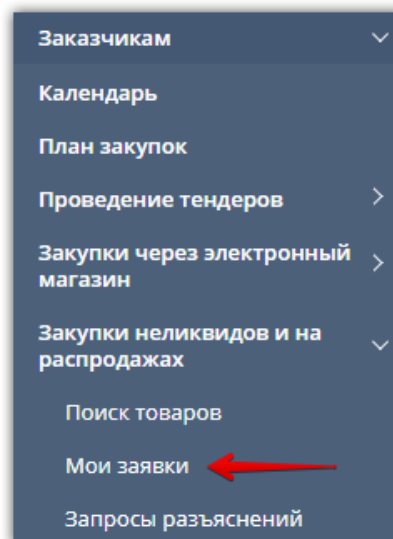 Заказчикам
Календарь
План закупок
Проведение тендеров
Закупки через электронный
магазин
Закупки неликвидов и на
распродажах
Поиск товаров
Мои заявки
Запросы разъяснений